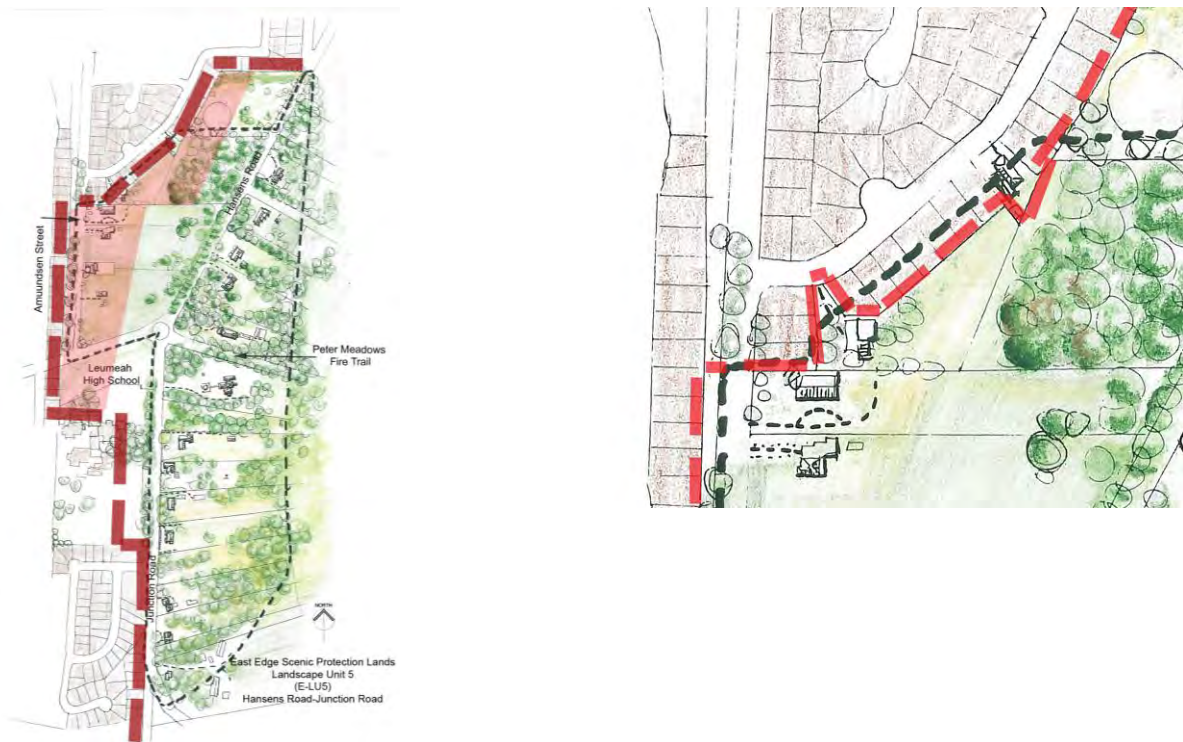 Hansens Road
Amuundsen Street
Peter Meadows
Fire Trail
Leumeah
High School
Junction Road
NORTH
East Edge Scenic Protection Lands
Landscape Unit 5
(E-LU5)
Hansens Road-Junction Road